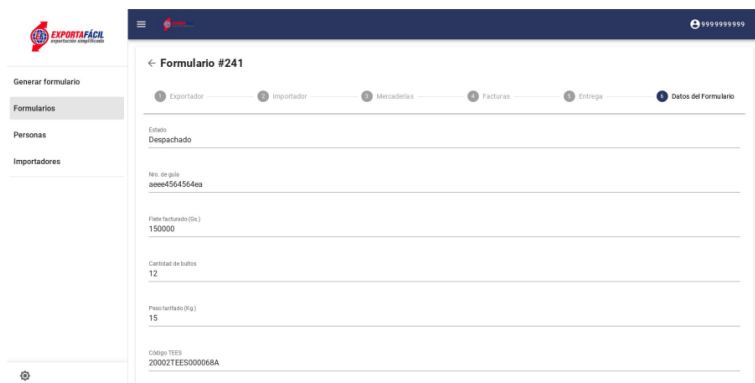 EXPORTAFÁCIL
exportación simplificada
9999999999
Generar formulario
Formularios
Personas
Importadores
← Formulario #241
1 Exportador
2 Importador
3 Mercaderías
4 Facturas
5 Entrega
6 Datos del Formulario
Estado
Despachado
Nro. de guía
aeee4564564ea
Flete facturado (Gs.)
150000
Cantidad de bultos
12
Peso tarifado (Kg.)
15
Código TEES
20002TEES000068A